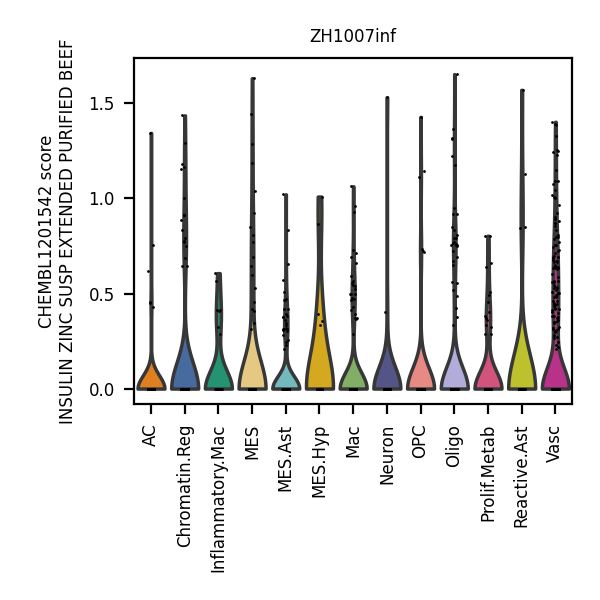 ZH1007inf
CHEMBL1201542 score
INSULIN ZINC SUSP EXTENDED PURIFIED BEEF
1.5
1.0
0.5
0.0
AC
Chromatin.Reg
Inflammatory.Mac
MES
MES.Ast
MES.Hyp
Mac
Neuron
OPC
Oligo
Prolif.Metab
Reactive.Ast
Vasc